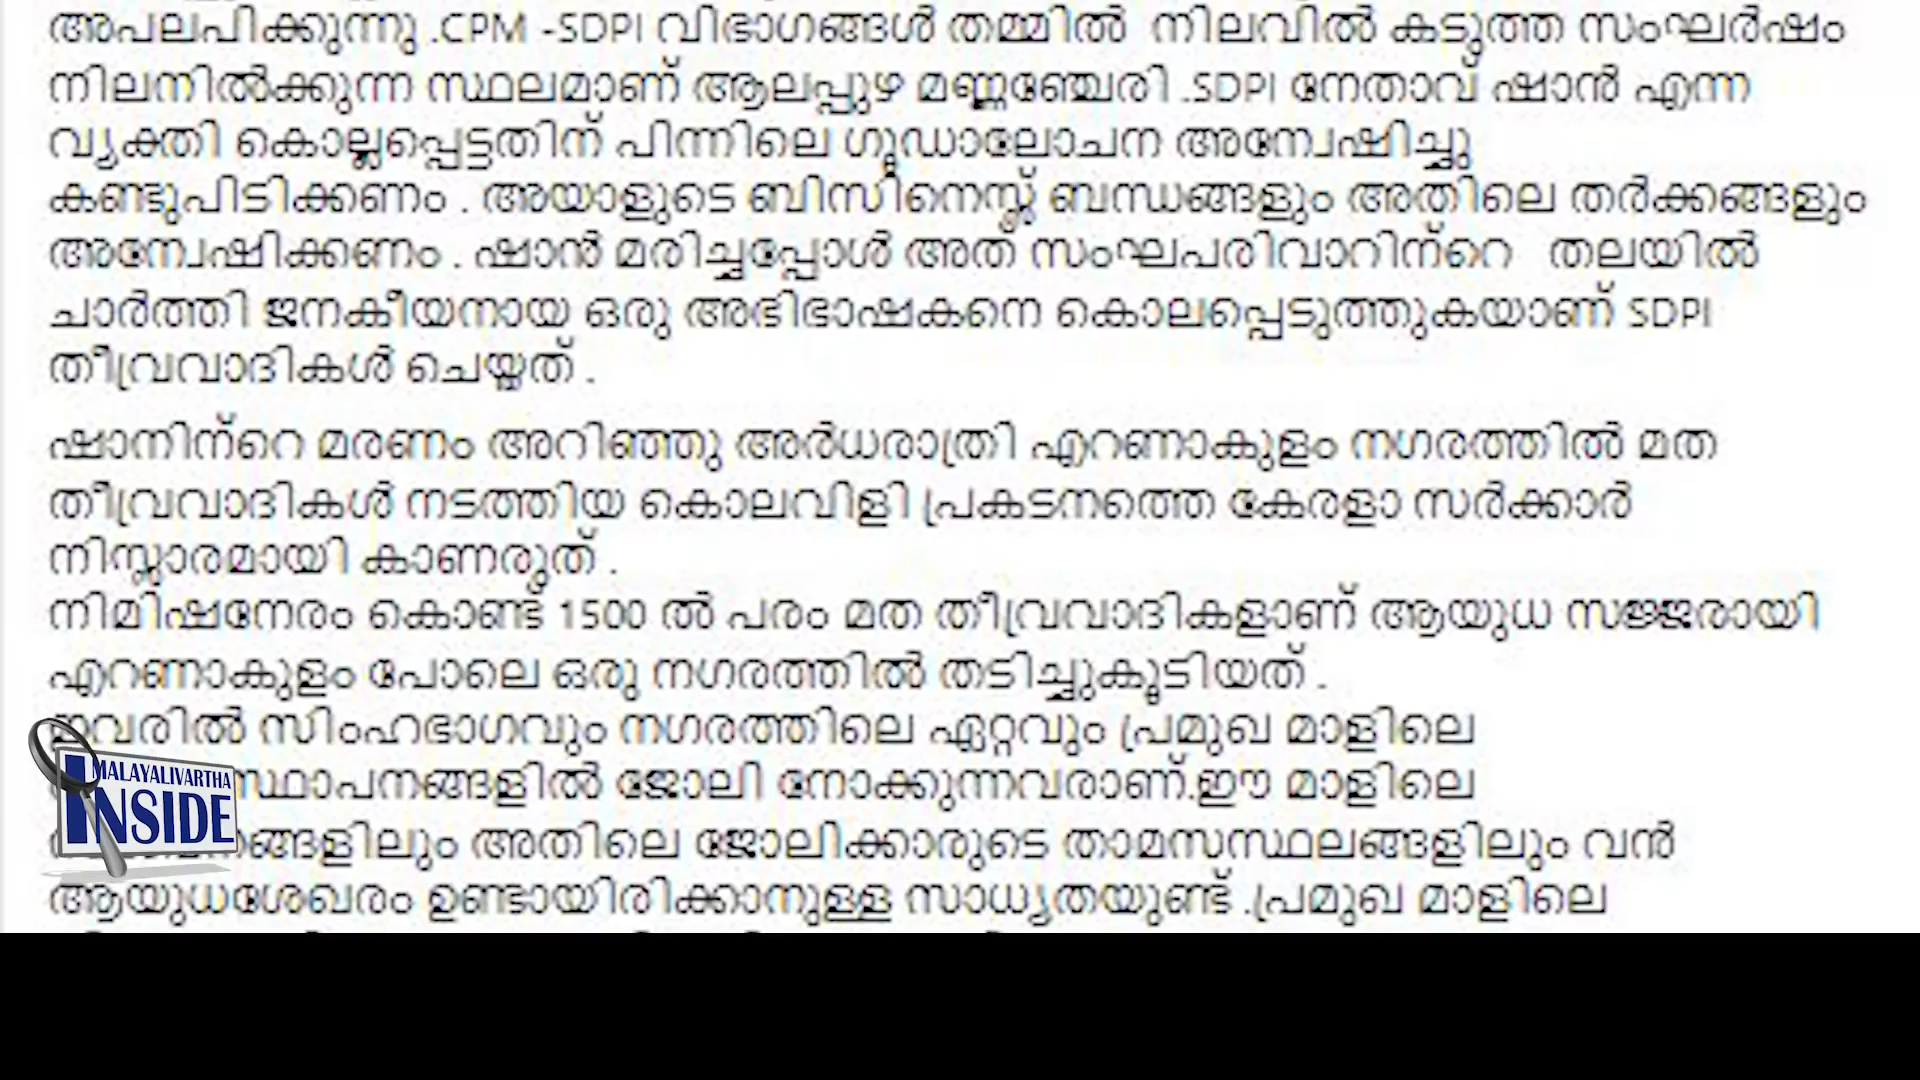 അപലപിക്കുന്നു .CPM -SDPI വിഭാഗങ്ങൾ തമ്മിൽ നിലവിൽ കടുത്ത സംഘർഷം
നിലനിൽക്കുന്ന സ്ഥലമാണ് ആലപ്പുഴ മണ്ണഞ്ചേരി .SDPI നേതാവ് ഷാൻ എന്ന
വ്യക്തി കൊല്ലപ്പെട്ടതിന് പിന്നിലെ ഗൂഡാലോചന അന്വേഷിച്ചു
കണ്ടുപിടിക്കണം . അയാളുടെ ബിസിനെസ്സ് ബന്ധങ്ങളും അതിലെ തർക്കങ്ങളും
അന്വേഷിക്കണം . ഷാൻ മരിച്ചപ്പോൾ അത് സംഘപരിവാറിന്റെ തലയിൽ
ചാർത്തി ജനകീയനായ ഒരു അഭിഭാഷകനെ കൊലപ്പെടുത്തുകയാണ് SDPI
തീവ്രവാദികൾ ചെയ്തത് .
ഷാനിന്റെ മരണം അറിഞ്ഞു അർധരാത്രി എറണാകുളം നഗരത്തിൽ മത
തീവ്രവാദികൾ നടത്തിയ കൊലവിളി പ്രകടനത്തെ കേരളാ സർക്കാർ
നിസ്സാരമായി കാണരുത് .
നിമിഷനേരം കൊണ്ട് 1500 ൽ പരം മത തീവ്രവാദികളാണ് ആയുധ സജ്ജരായി
എറണാകുളം പോലെ ഒരു നഗരത്തിൽ തടിച്ചുകൂടിയത് .
ഇവരിൽ സിംഹഭാഗവും നഗരത്തിലെ ഏറ്റവും പ്രമുഖ മാളിലെ
സ്ഥാപനങ്ങളിൽ ജോലി നോക്കുന്നവരാണ്.ഈ മാളിലെ
അതിലെ ജോലിക്കാരുടെ താമസസ്ഥലങ്ങളിലും വൻ
ആയുധശേഖരം ഉണ്ടായിരിക്കാനുള്ള സാധ്യതയുണ്ട് .പ്രമുഖ മാളിലെ
MALAYALIVARTHA
INSIDE